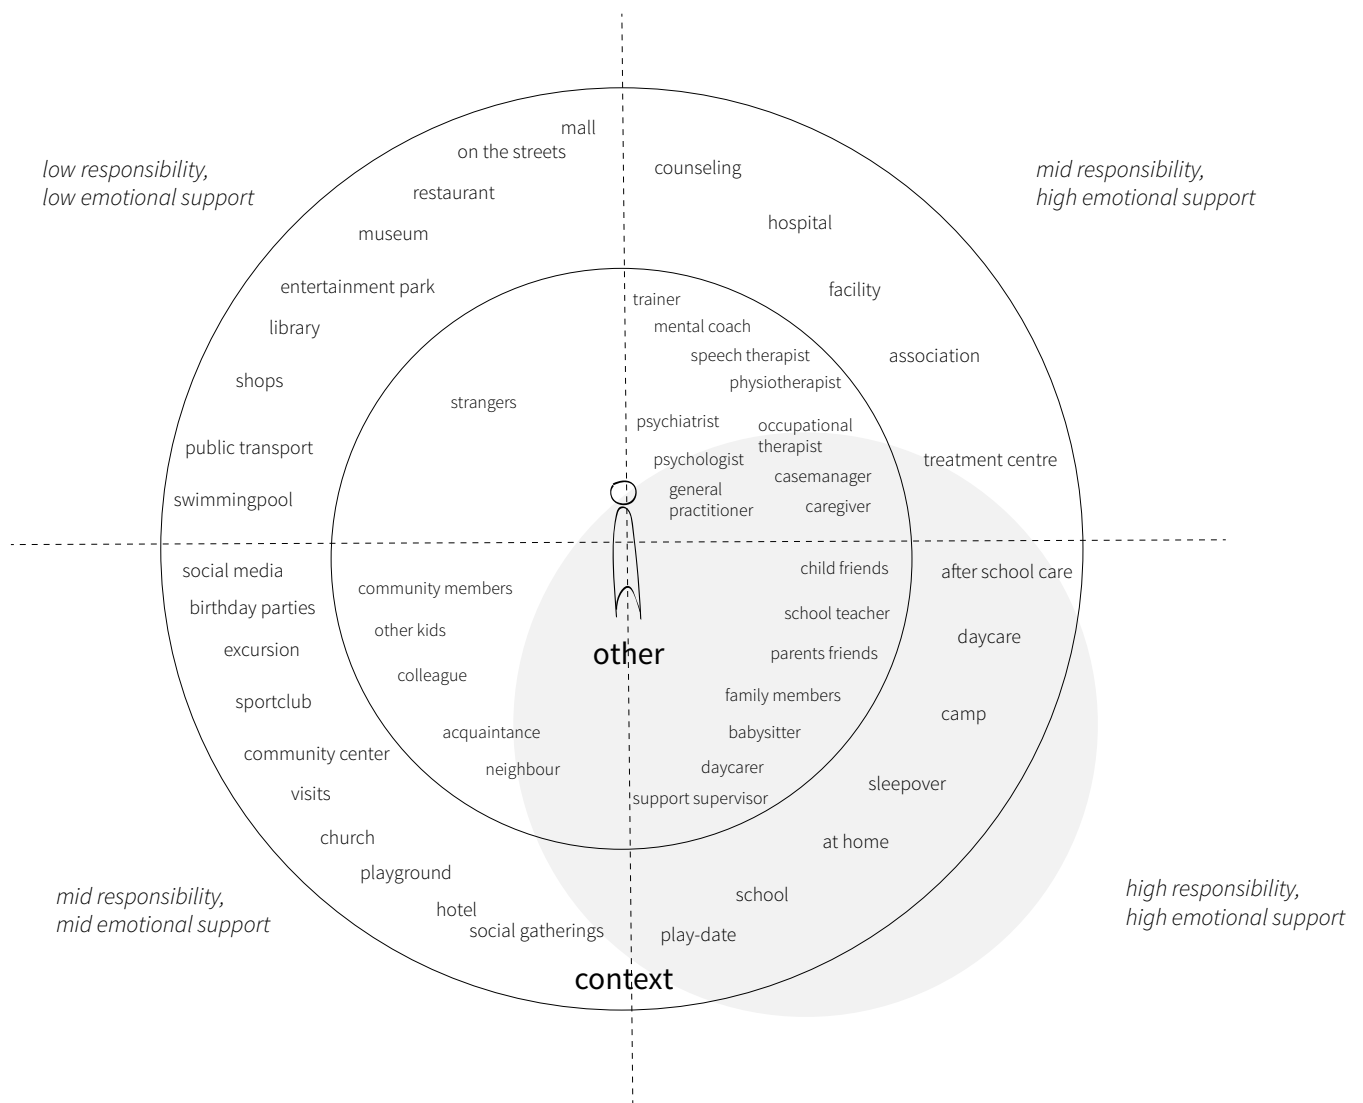 low responsibility,
low emotional support
mid responsibility,
high emotional support
mall
on the streets
restaurant
museum
entertainment park
library
shops
public transport
swimmingpool
strangers
counseling
hospital
facility
association
treatment centre
trainer
mental coach
speech therapist
physiotherapist
psychiatrist
occupational
therapist
psychologist
casemanager
general
practitioner
caregiver
social media
birthday parties
excursion
sportclub
community center
visits
church
playground
hotel
social gatherings
community members
other kids
colleague
acquaintance
neighbour
other
child friends
school teacher
parents friends
family members
babysitter
daycarer
support supervisor
after school care
daycare
camp
sleepover
at home
school
play-date
context
mid responsibility,
mid emotional support
high responsibility,
high emotional support